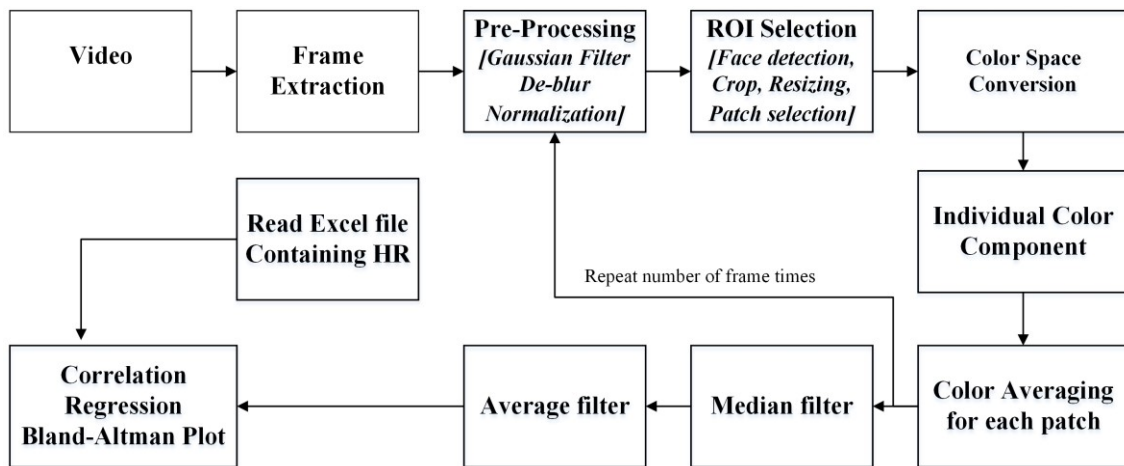 Video
Frame
Extraction
Pre-Processing
[Gaussian Filter
De-blur
Normalization]
ROI Selection
[Face detection,
Crop, Resizing,
Patch selection]
Color Space
Conversion
Individual Color
Component
Read Excel file
Containing HR
Repeat number of frame times
Correlation
Regression
Bland-Altman Plot
Average filter
Median filter
Color Averaging
for each patch